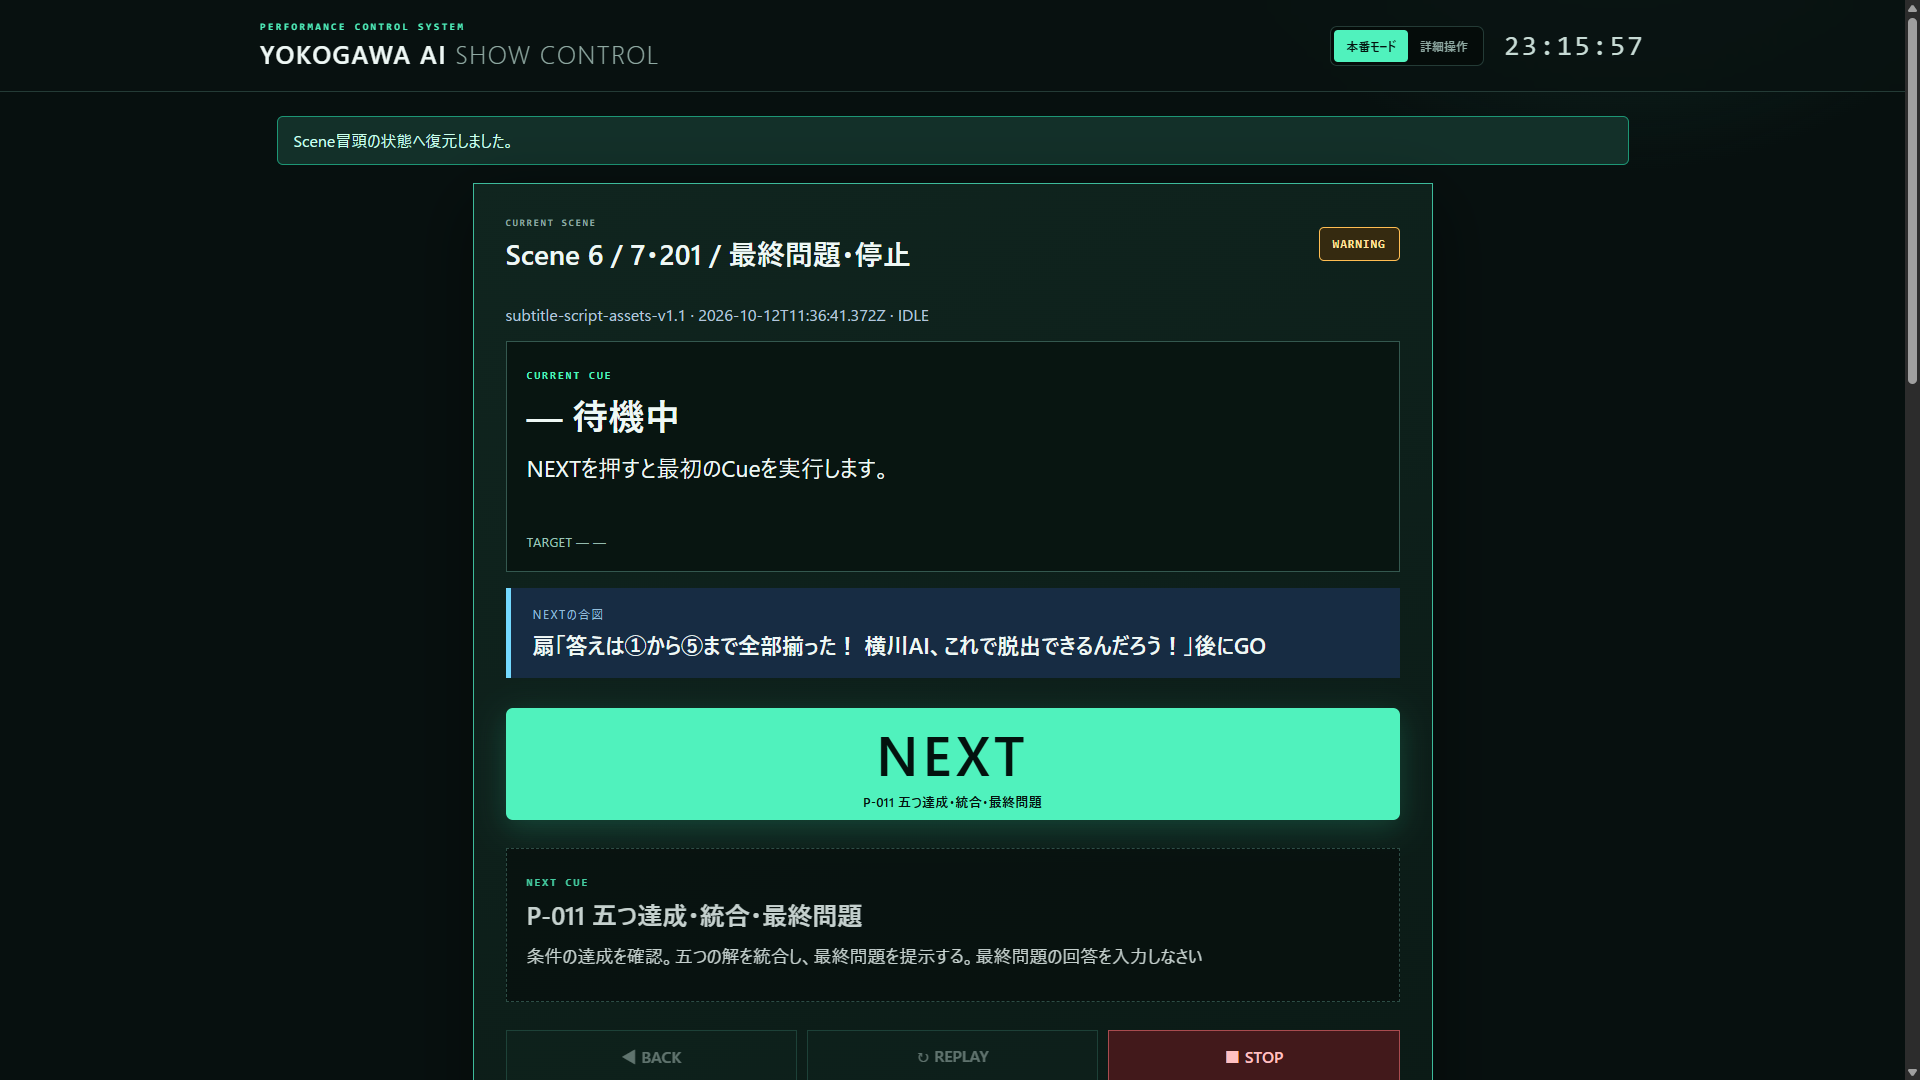 PERFORMANCE CONTROL SYSTEM
YOKOGAWA AI SHOW CONTROL
本番モード
詳細操作
23:15:57
Scene冒頭の状態へ復元しました。
CURRENT SCENE
Scene 6 / 7・201 / 最終問題・停止
WARNING
subtitle-script-assets-v1.1 · 2026-10-12T11:36:41.372Z · IDLE
CURRENT CUE
— 待機中
NEXTを押すと最初のCueを実行します。
TARGET — —
NEXTの合図
扇「答えは①から⑤まで全部揃った！ 横川AI、これで脱出できるんだろう！」後にGO
NEXT
P-011 五つ達成・統合・最終問題
NEXT CUE
P-011 五つ達成・統合・最終問題
条件の達成を確認。五つの解を統合し、最終問題を提示する。最終問題の回答を入力しなさい
◀ BACK
↻ REPLAY
■ STOP